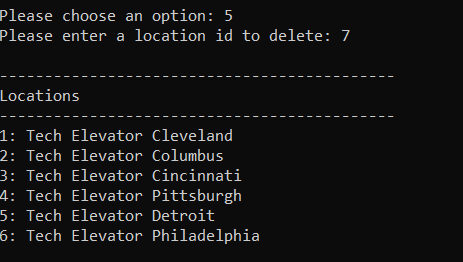 Please choose an option: 5
Please enter a location id to delete: 7
--------------------------------------------
Locations
--------------------------------------------
1: Tech Elevator Cleveland
2: Tech Elevator Columbus
3: Tech Elevator Cincinnati
4: Tech Elevator Pittsburgh
5: Tech Elevator Detroit
6: Tech Elevator Philadelphia